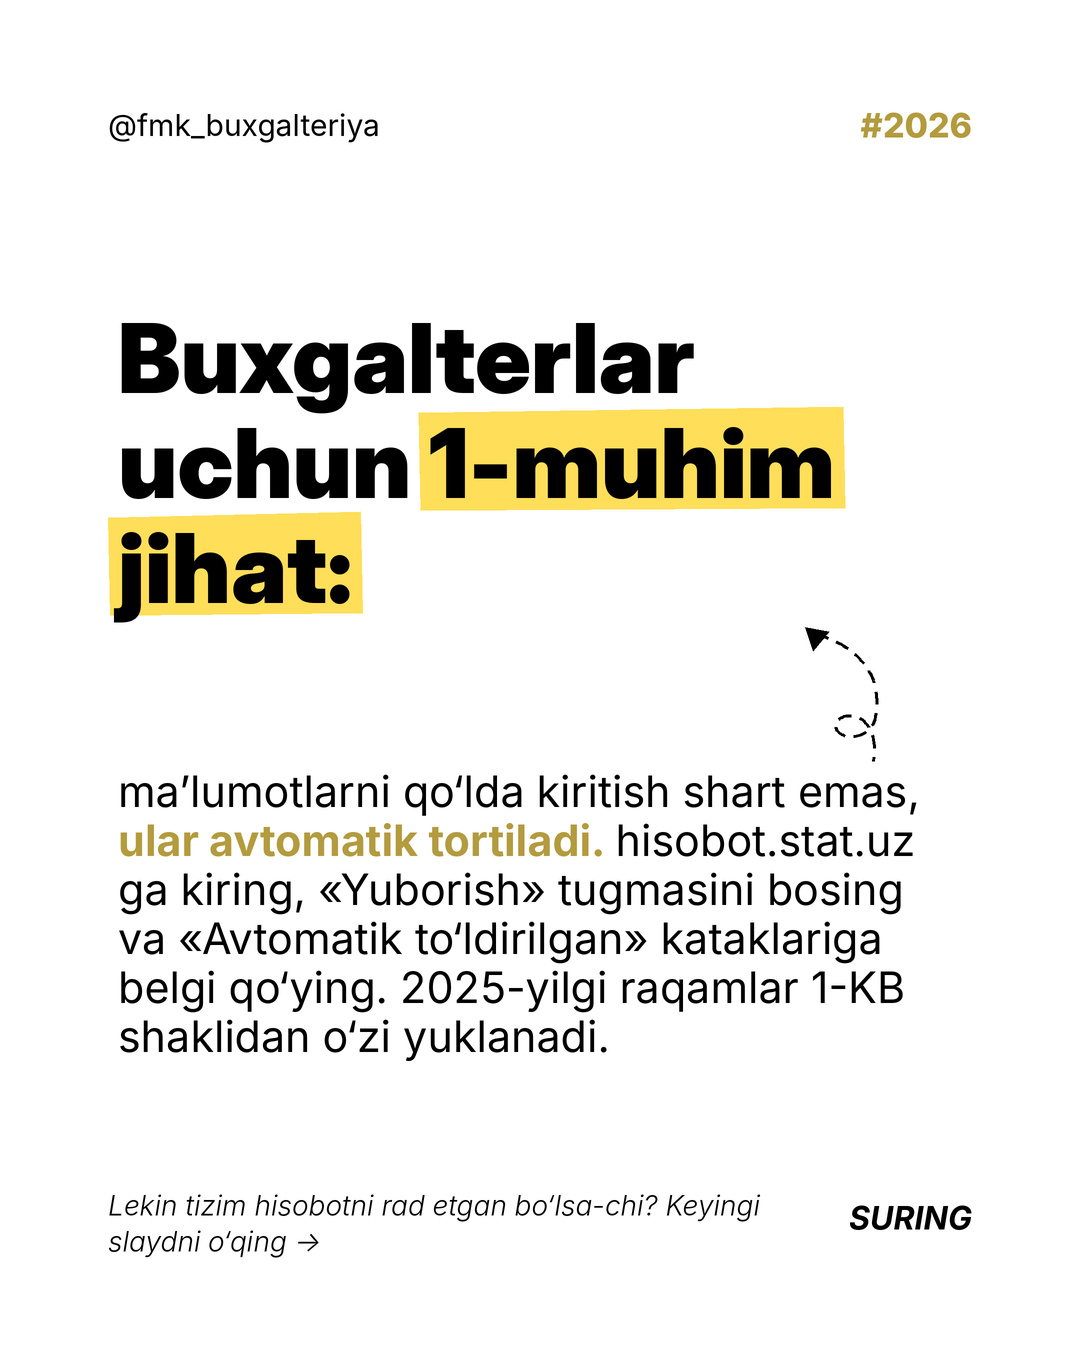 @fmk_buxgalteriya
#2026
Buxgalterlar
uchun 1-muhim
jihat:
ma’lumotlarni qo‘lda kiritish shart emas,
ular avtomatik tortiladi. hisobot.stat.uz
ga kiring, «Yuborish» tugmasini bosing
va «Avtomatik to‘ldirilgan» kataklariga
belgi qo‘ying. 2025-yilgi raqamlar 1-KB
shaklidan o‘zi yuklanadi.
Lekin tizim hisobotni rad etgan bo‘lsa-chi? Keyingi
slaydni o‘qing →
SURING